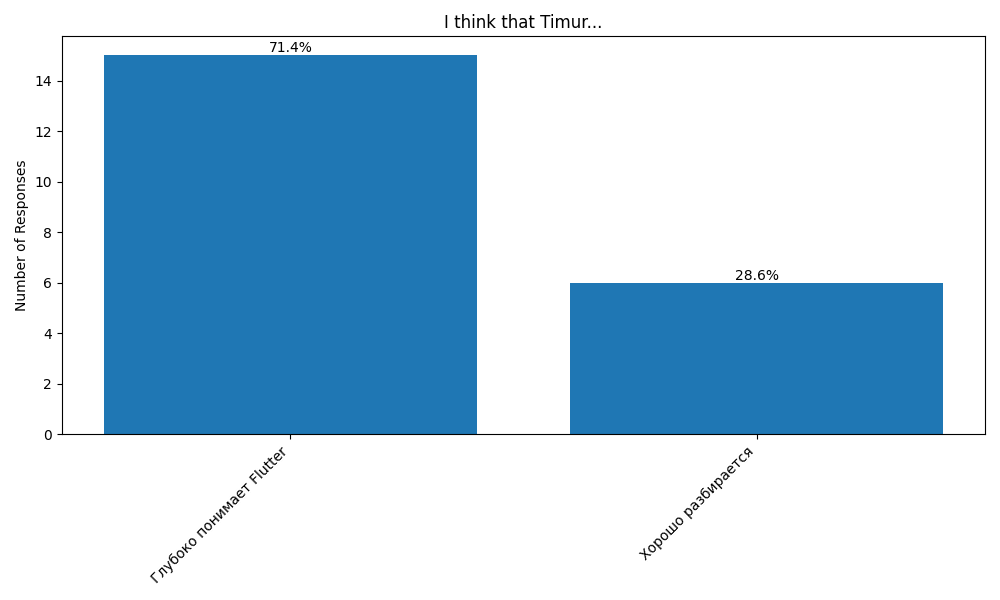 I think that Timur...
71.4%
28.6%
Number of Responses
14
12
10
8
6
4
2
0
Глубоко понимает Flutter
Хорошо разбирается